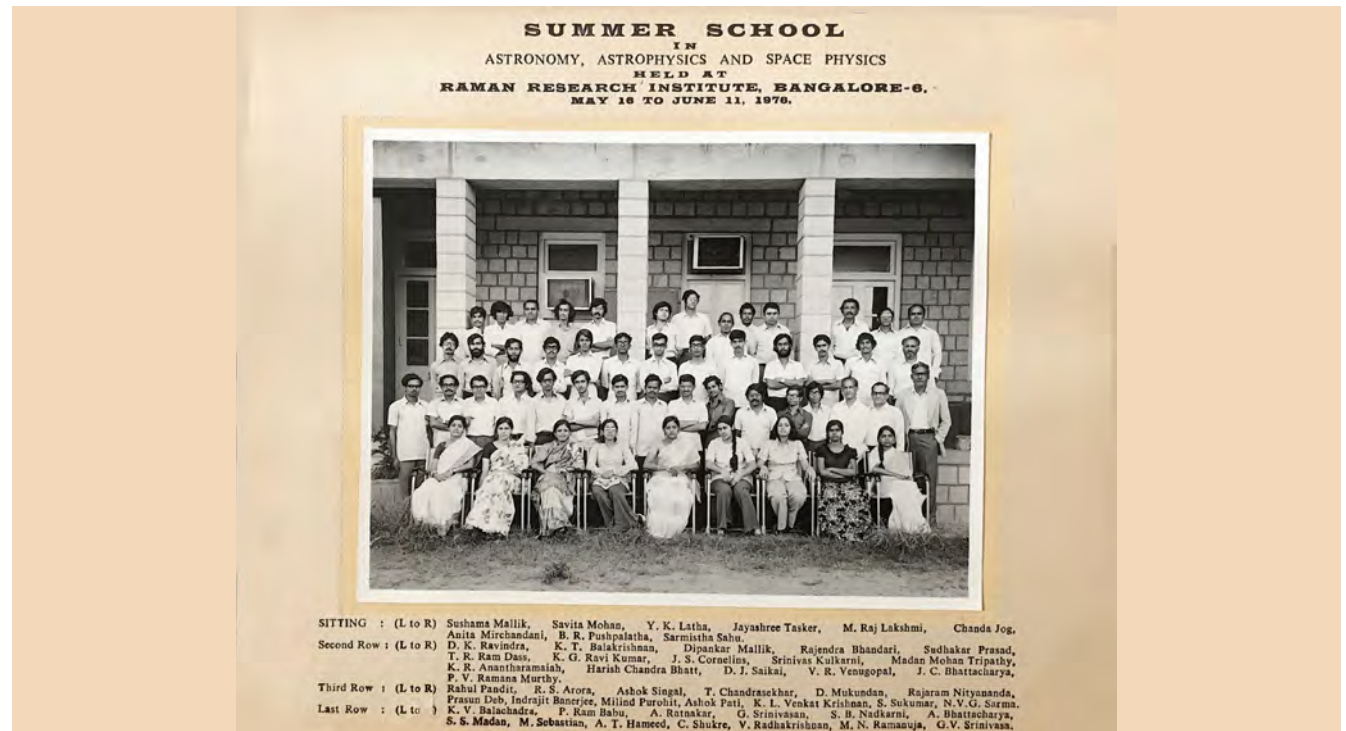 SUMMER SCHOOL
IN
ASTRONOMY, ASTROPHYSICS AND SPACE PHYSICS
HELD AT
RAMAN RESEARCH INSTITUTE, BANGALORE-6.
MAY 16 TO JUNE 11, 1976.
SITTING : (L to R) Sushama Mallik, Savita Mohan, Y. K. Latha, Jayashree Tasker, M. Raj Lakshmi, Chanda Jog,
Anita Mirchandani, B. R. Pushpalatha, Sarmistha Sahu.
Second Row : (L to R) D. K. Ravindra, K. T. Balakrishnan, Dipankar Mallik, Rajendra Bhandari, Sudhakar Prasad,
T. R. Ram Dass, K. G. Ravi Kumar, J. S. Cornelins, Srinivas Kulkarni, Madan Mohan Tripathy,
K. R. Anantharamaiah, Harish Chandra Bhatt, D. J. Saikai, V. R. Venugopal, J. C. Bhattacharya,
P. V. Ramana Murthy.
Third Row : (L to R) Rahul Pandit, R. S. Arora, Ashok Singal, T. Chandrasekhar, D. Mukundan, Rajaram Nityananda,
Prasun Deb, Indrajit Banerjee, Milind Purohit, Ashok Pati, K. L. Venkat Krishnan, S. Sukumar, N.V.G. Sarma.
Last Row : (L to ) K. V. Balachadra, P. Ram Babu, A. Ratnakar, G. Srinivasan, S. B. Nadkarni, A. Bhattacharya,
S. S. Madan, M. Sebastian, A. T. Hameed, C. Shukre, V. Radhakrishnan, M. N. Ramanuja, G.V. Srinivasa.